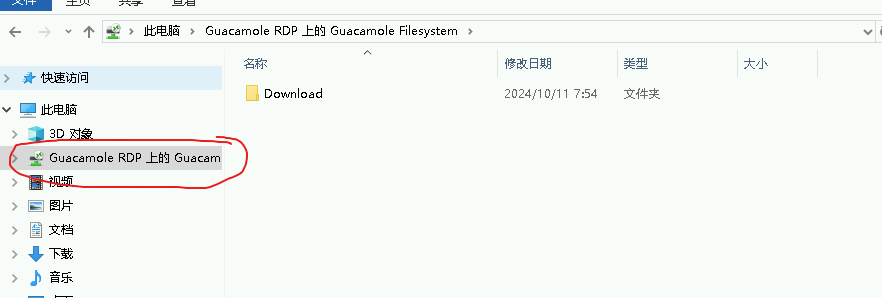 文件 主页 共享 查看
此电脑 Guacamole RDP 上的 Guacamole Filesystem
名称 修改日期 类型 大小
Download 2024/10/11 7:54 文件夹
快速访问
此电脑
3D 对象
Guacamole RDP 上的 Guacam
视频
图片
文档
下载
音乐